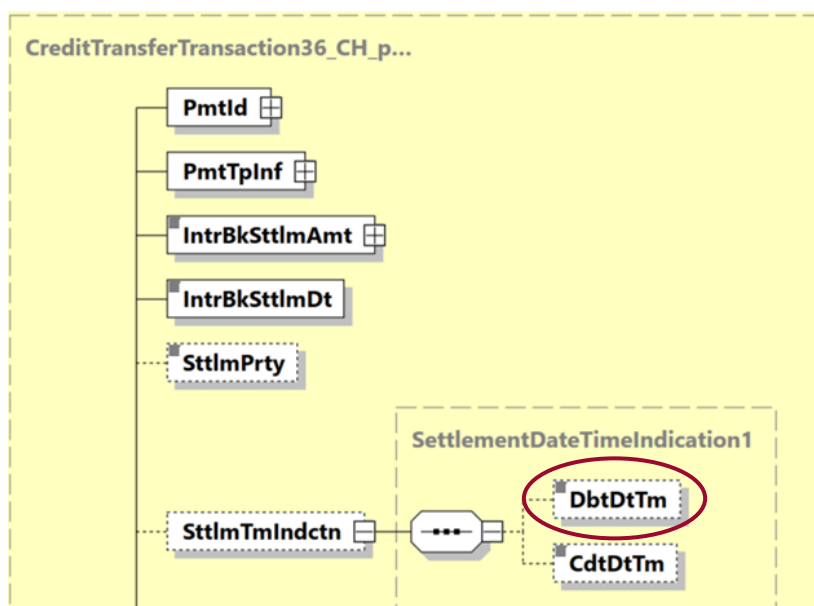 CreditTransferTransaction36_CH_p...
PmtId
PmtTpInf
IntrBkSttlmAmt
IntrBkSttlmDt
SttlmPrty
SettlementDateTimeIndication1
DbtDtTm
SttlmTmIndctn
CdtDtTm